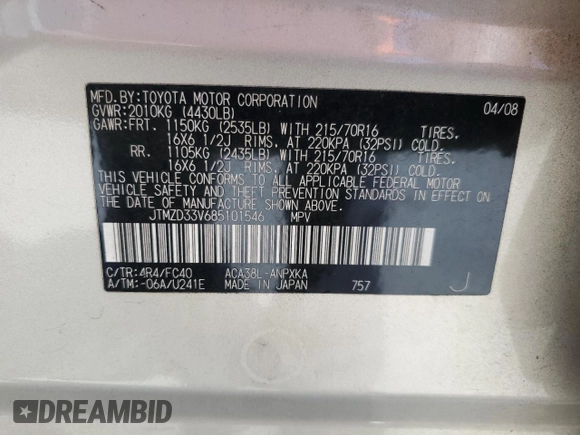 MFD.BY:TOYOTA MOTOR CORPORATION 04/08
GVWR:2010KG (4430LB)
GAWR:FRT. 1150KG (2535LB) WITH 215/70R16 TIRES.
16X6 1/2J RIMS, AT 220KPA (32PSI) COLD.
RR. 1105KG (2435LB) WITH 215/70R16 TIRES.
16X6 1/2J RIMS, AT 220KPA (32PSI) COLD.
THIS VEHICLE CONFORMS TO ALL APPLICABLE FEDERAL MOTOR
VEHICLE SAFETY AND THEFT PREVENTION STANDARDS IN EFFECT ON
THE DATE OF MANUFACTURE SHOWN ABOVE.
JTMZD33V685101546 MPV
C/TR:4R4/FC40 ACA38L-ANPXKA
A/TM:-06A/U241E MADE IN JAPAN 757 J
DREAMBID